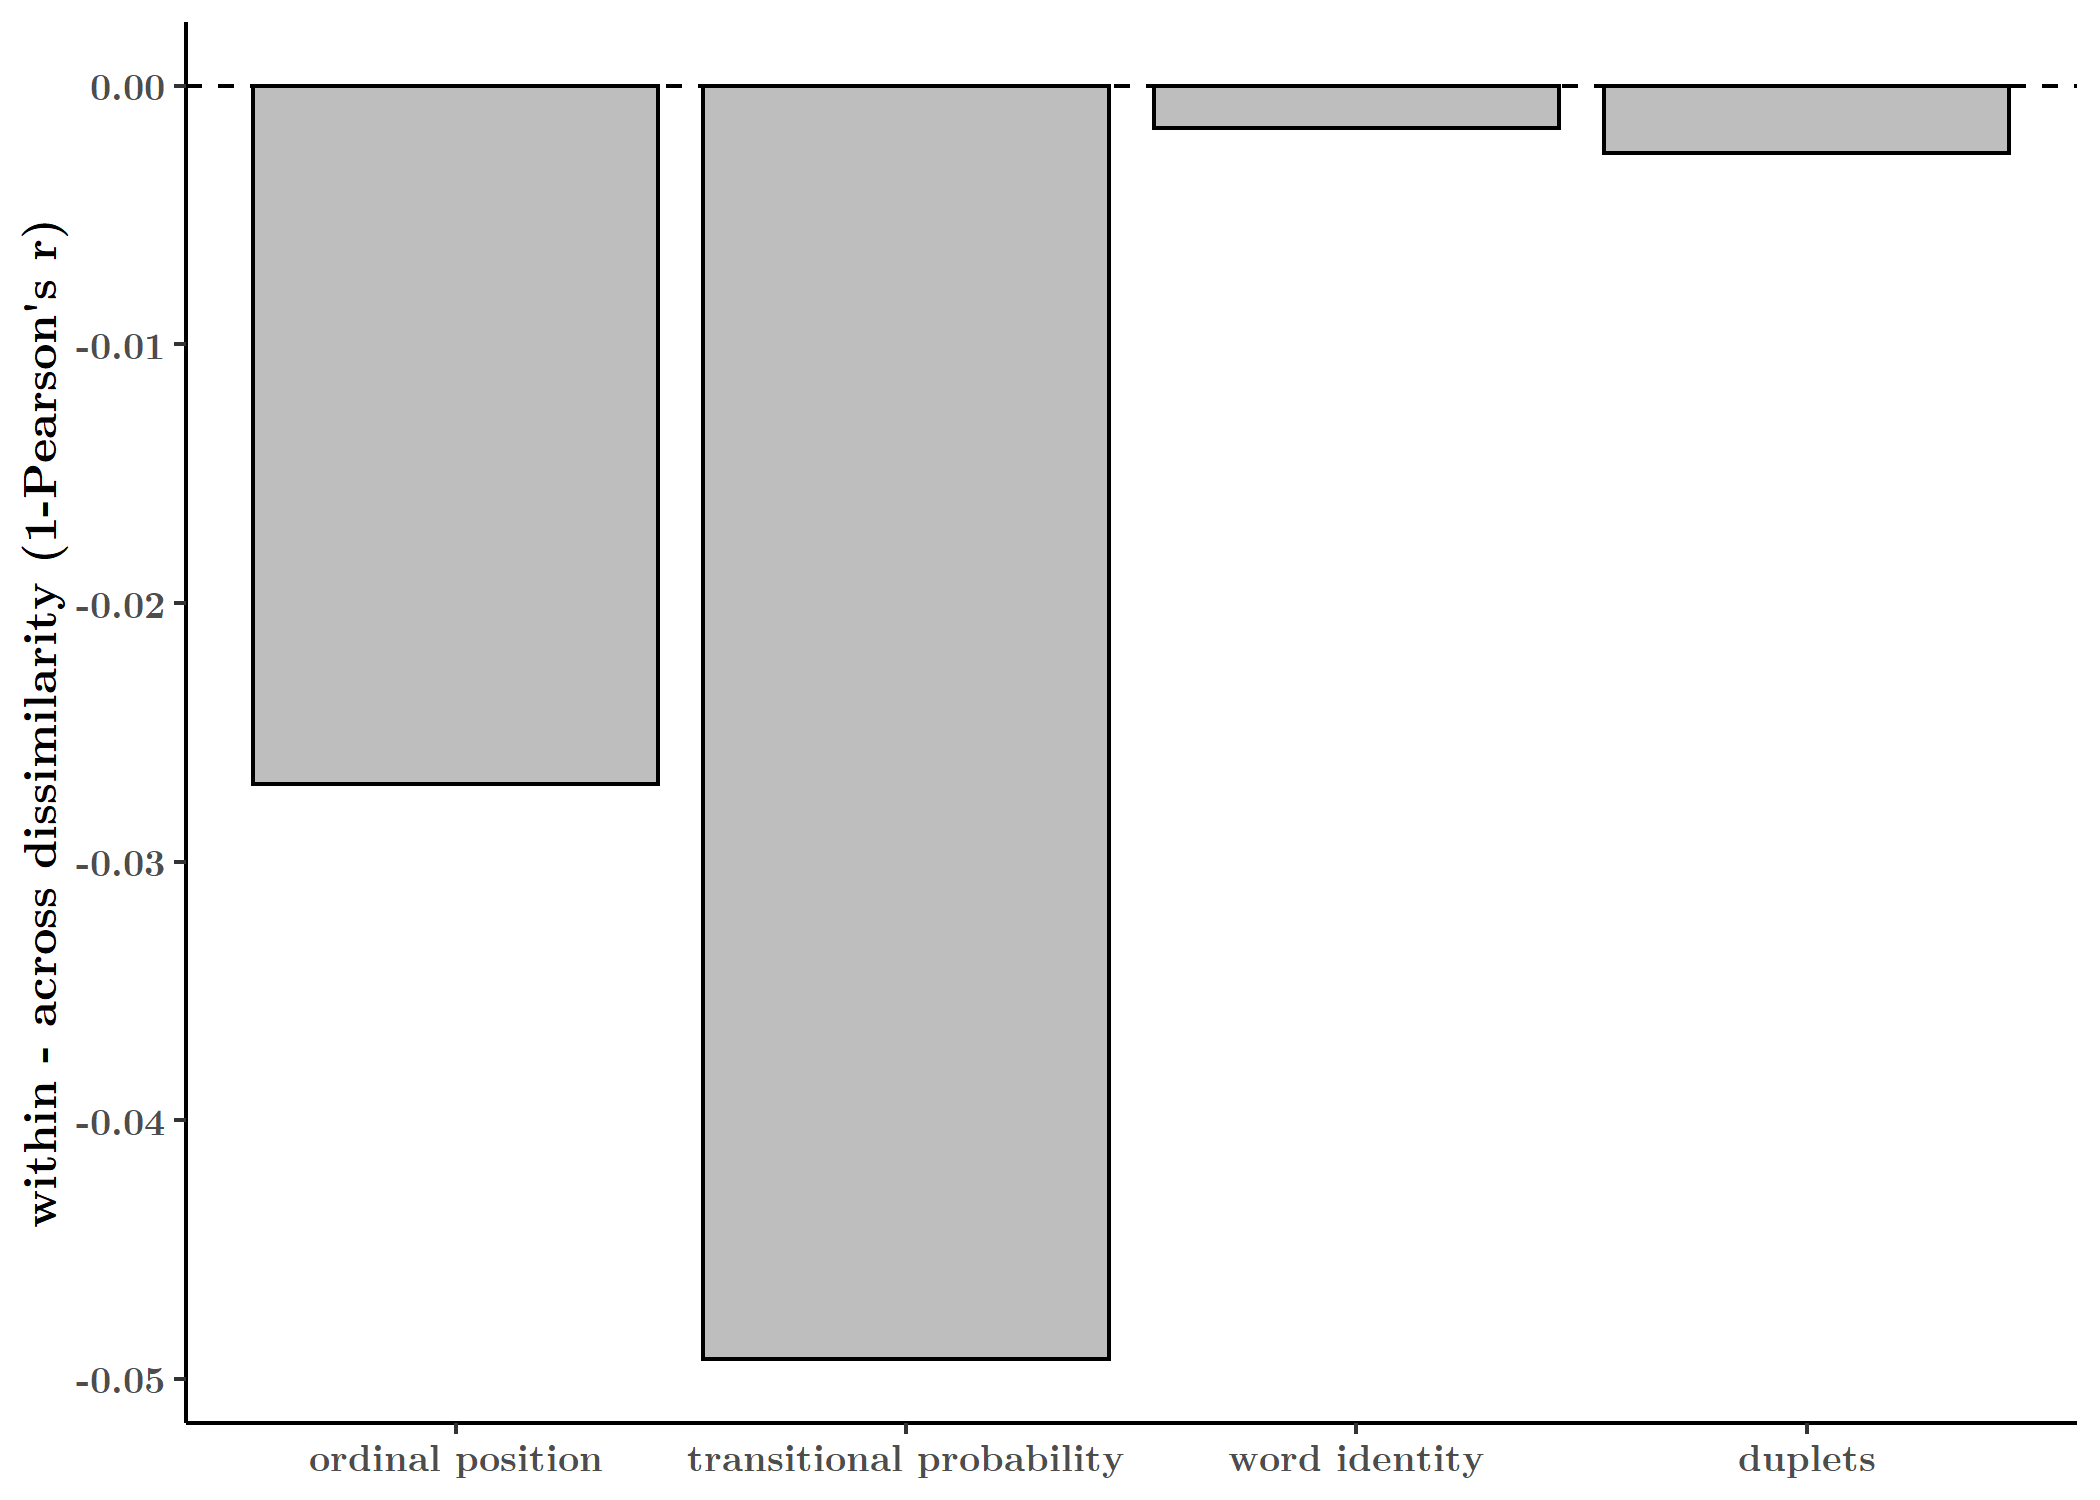 within - across dissimilarity (1-Pearson's r)
0.00
-0.01
-0.02
-0.03
-0.04
-0.05
ordinal position
transitional probability
word identity
duplets